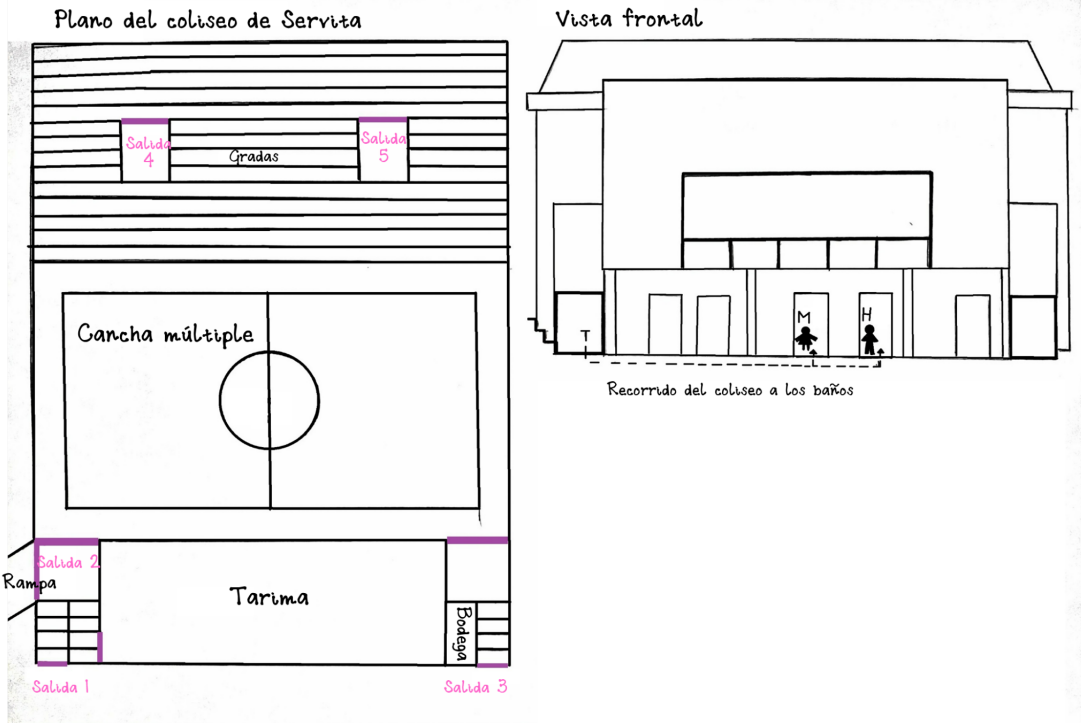 Plano del coliseo de Servita
Salida
4
Gradas
Salida
5
Cancha múltiple
Salida 2
Rampa
Tarima
Bodega
Salida 1
Salida 3
Vista frontal
T
M
H
Recorrido del coliseo a los baños